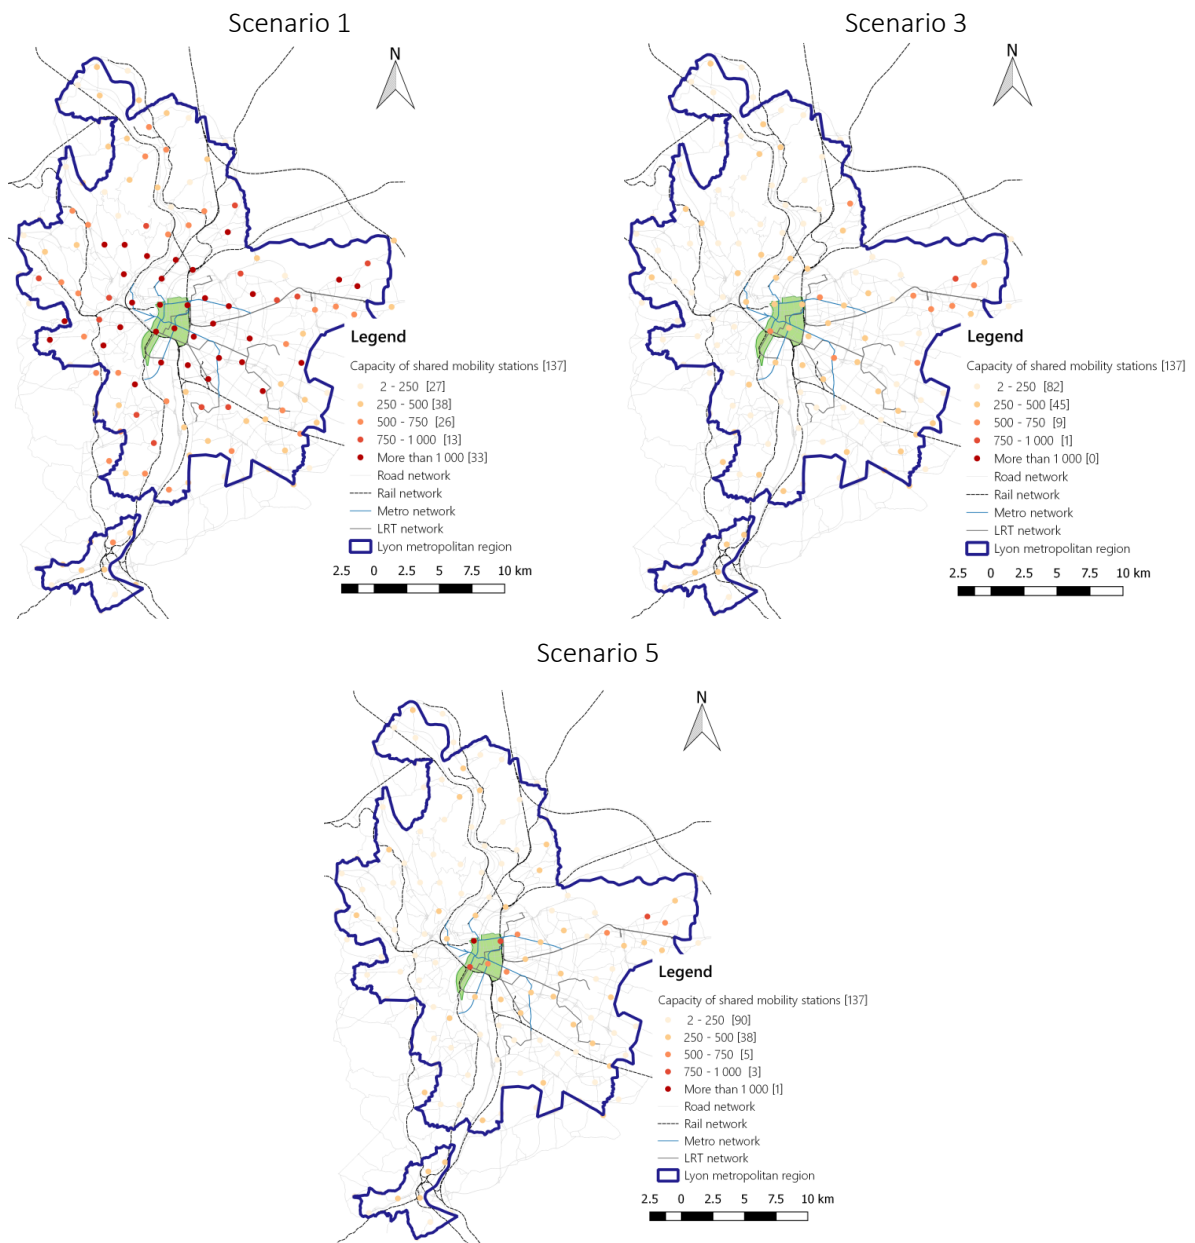 Scenario 1
N
Legend
Capacity of shared mobility stations [137]
2 - 250 [27]
250 - 500 [38]
500 - 750 [26]
750 - 1 000 [13]
More than 1 000 [33]
Road network
Rail network
Metro network
LRT network
Lyon metropolitan region
2.5 0 2.5 5 7.5 10 km
Scenario 3
N
Legend
Capacity of shared mobility stations [137]
2 - 250 [82]
250 - 500 [45]
500 - 750 [9]
750 - 1 000 [1]
More than 1 000 [0]
Road network
Rail network
Metro network
LRT network
Lyon metropolitan region
2.5 0 2.5 5 7.5 10 km
Scenario 5
N
Legend
Capacity of shared mobility stations [137]
2 - 250 [90]
250 - 500 [38]
500 - 750 [5]
750 - 1 000 [3]
More than 1 000 [1]
Road network
Rail network
Metro network
LRT network
Lyon metropolitan region
2.5 0 2.5 5 7.5 10 km